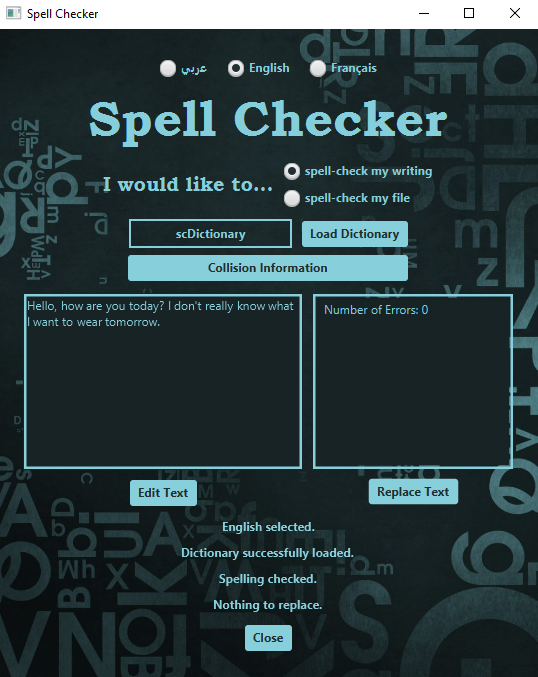 Spell Checker
عربي
English
Français
Spell Checker
I would like to...
spell-check my writing
spell-check my file
scDictionary
Load Dictionary
Collision Information
Hello, how are you today? I don't really know what
I want to wear tomorrow.
Number of Errors: 0
Edit Text
Replace Text
English selected.
Dictionary successfully loaded.
Spelling checked.
Nothing to replace.
Close